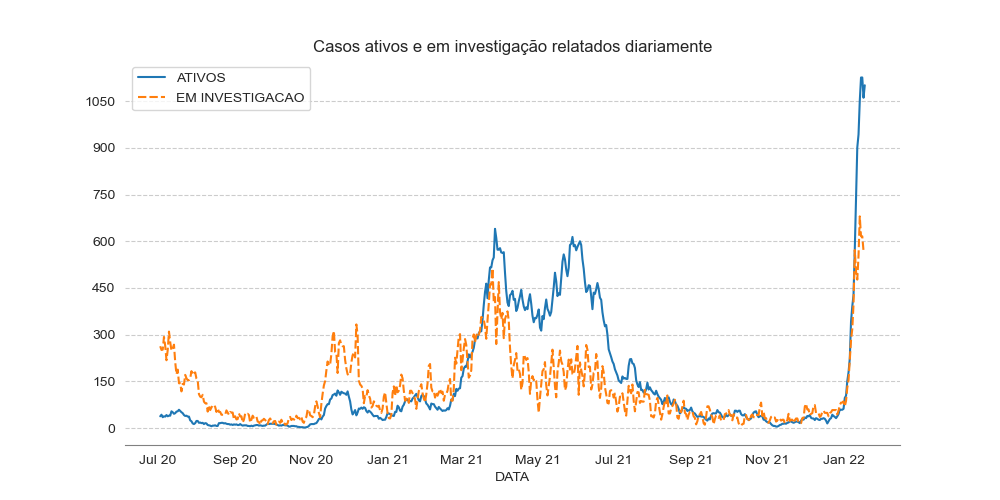 Casos ativos e em investigação relatados diariamente
ATIVOS
EM INVESTIGACAO
1050
900
750
600
450
300
150
0
Jul 20 Sep 20 Nov 20 Jan 21 Mar 21 May 21 Jul 21 Sep 21 Nov 21 Jan 22
DATA